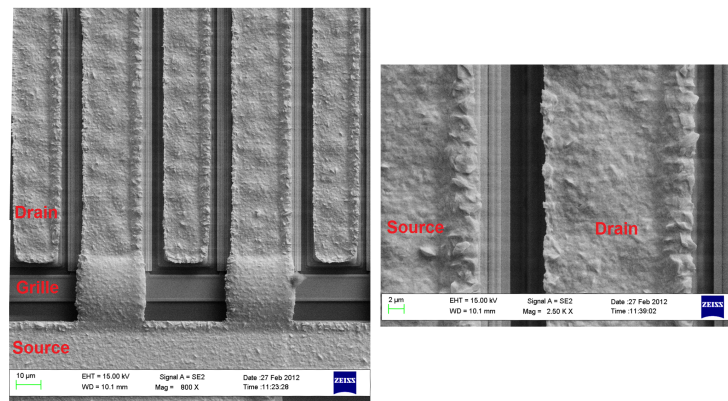 Drain
Grille
Source
10 µm
EHT = 15.00 kV
WD = 10.1 mm
Signal A = SE2
Mag = 800 X
Date :27 Feb 2012
Time :11:23:28
ZEISS
Source
Drain
2 µm
EHT = 15.00 kV
WD = 10.1 mm
Signal A = SE2
Mag = 2.50 K X
Date :27 Feb 2012
Time :11:39:02
ZEISS